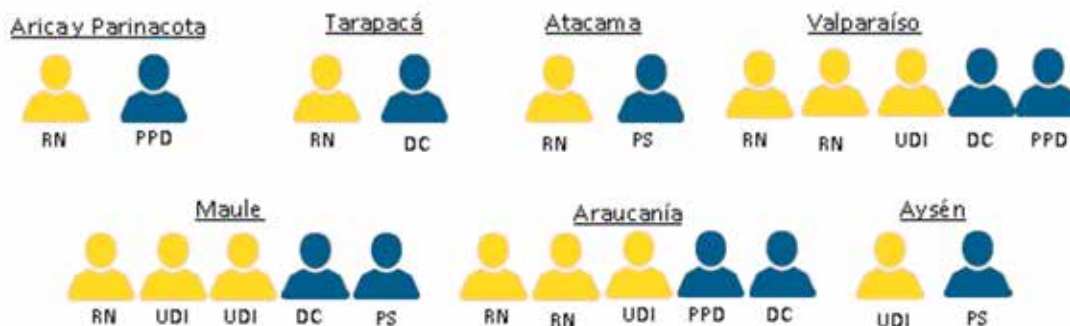 Arica y Parinacota
RN PPD
Tarapacá
RN DC
Atacama
RN PS
Valparaíso
RN RN UDI DC PPD
Maule
RN UDI UDI DC PS
Araucanía
RN RN UDI PPD DC
Aysén
UDI PS